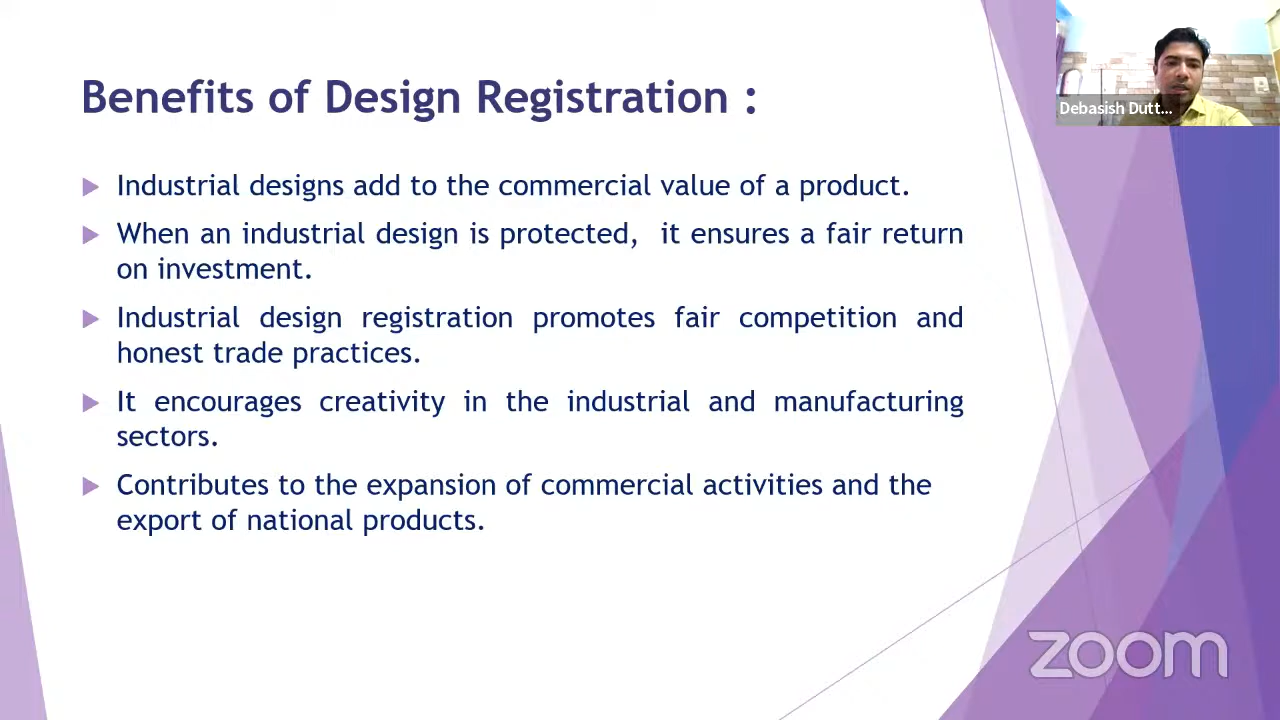 Benefits of Design Registration :
Industrial designs add to the commercial value of a product.
When an industrial design is protected, it ensures a fair return
on investment.
Industrial design registration promotes fair competition and
honest trade practices.
It encourages creativity in the industrial and manufacturing
sectors.
Contributes to the expansion of commercial activities and the
export of national products.
Debasish Dutt...
zoom